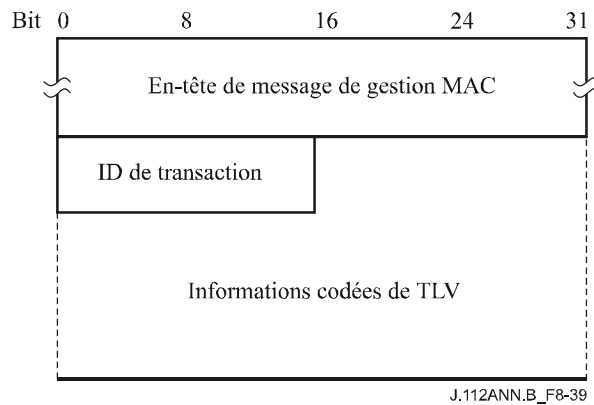 Bit 0 8 16 24 31
En-tête de message de gestion MAC
ID de transaction
Informations codées de TLV
J.112ANN.B_F8-39